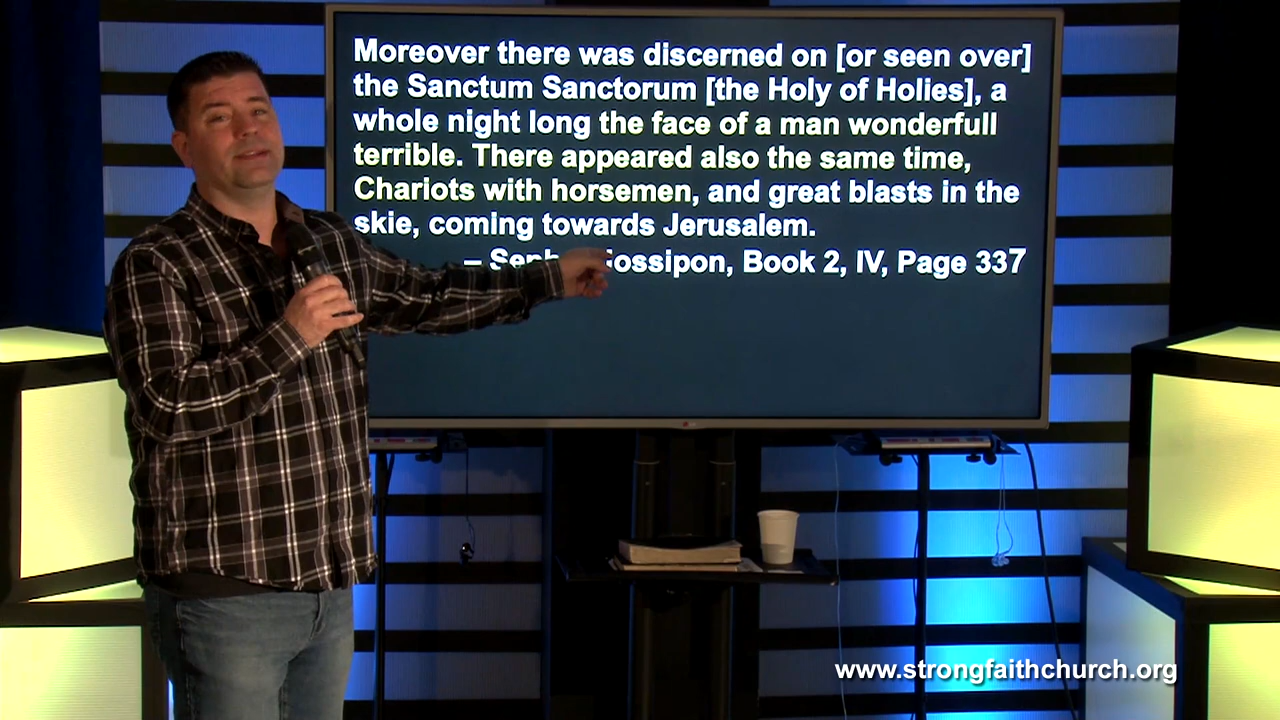 Moreover there was discerned on [or seen over]
the Sanctum Sanctorum [the Holy of Holies], a
whole night long the face of a man wonderfull
terrible. There appeared also the same time,
Chariots with horsemen, and great blasts in the
skie, coming towards Jerusalem.
– Gossipon, Book 2, IV, Page 337
www.strongfaithchurch.org